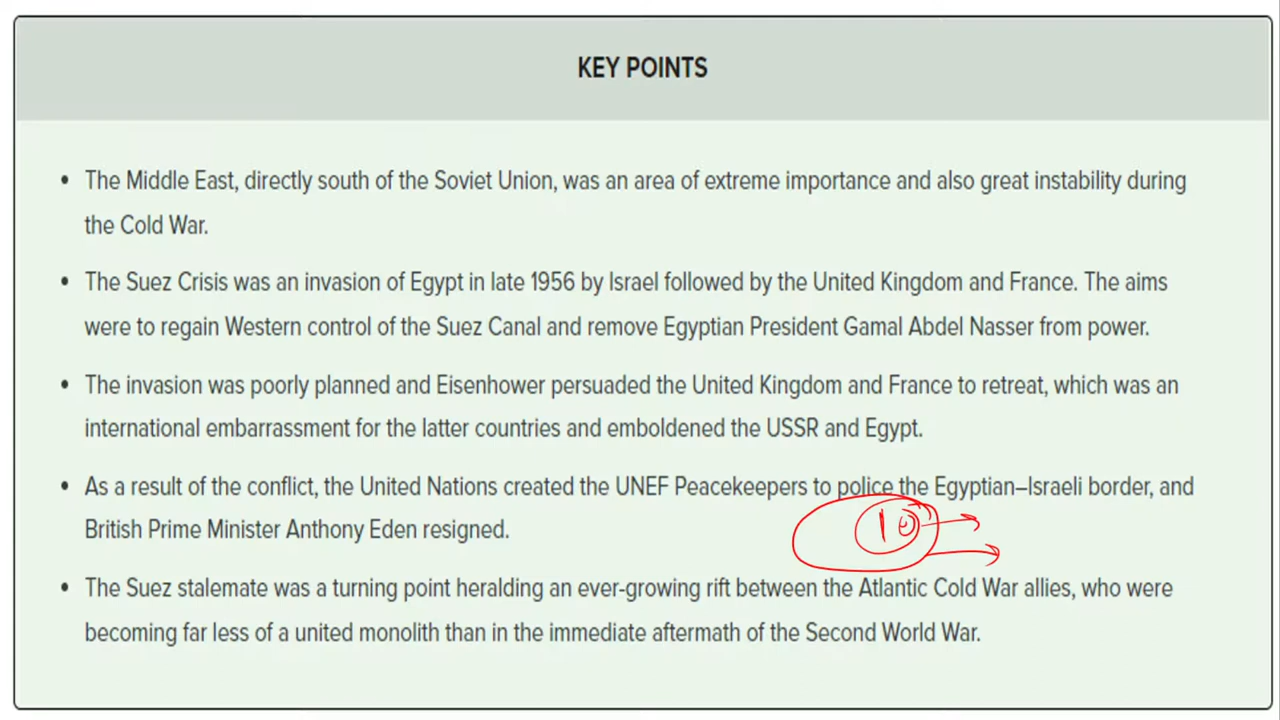 KEY POINTS
• The Middle East, directly south of the Soviet Union, was an area of extreme importance and also great instability during
the Cold War.
• The Suez Crisis was an invasion of Egypt in late 1956 by Israel followed by the United Kingdom and France. The aims
were to regain Western control of the Suez Canal and remove Egyptian President Gamal Abdel Nasser from power.
• The invasion was poorly planned and Eisenhower persuaded the United Kingdom and France to retreat, which was an
international embarrassment for the latter countries and emboldened the USSR and Egypt.
• As a result of the conflict, the United Nations created the UNEF Peacekeepers to police the Egyptian–Israeli border, and
British Prime Minister Anthony Eden resigned.
• The Suez stalemate was a turning point heralding an ever-growing rift between the Atlantic Cold War allies, who were
becoming far less of a united monolith than in the immediate aftermath of the Second World War.